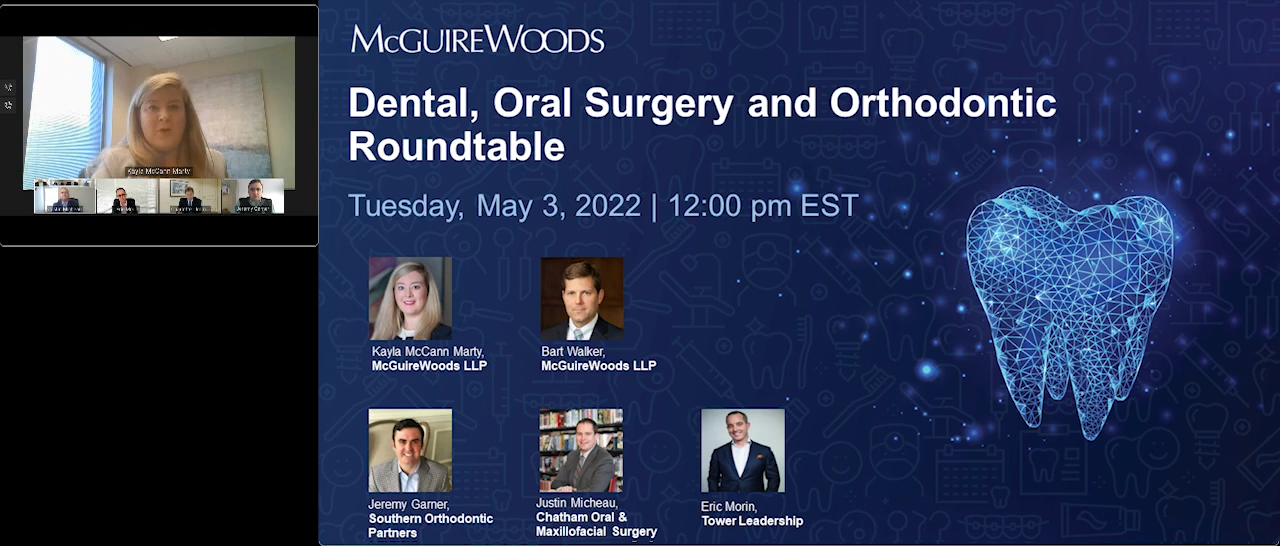 Kayla McCann Marty
Jeremy Garner
McGUIREWOODS
Dental, Oral Surgery and Orthodontic
Roundtable
Tuesday, May 3, 2022 | 12:00 pm EST
Kayla McCann Marty,
McGuireWoods LLP
Bart Walker,
McGuireWoods LLP
Jeremy Garner,
Southern Orthodontic
Partners
Justin Micheau,
Chatham Oral &
Maxillofacial Surgery
Eric Morin,
Tower Leadership